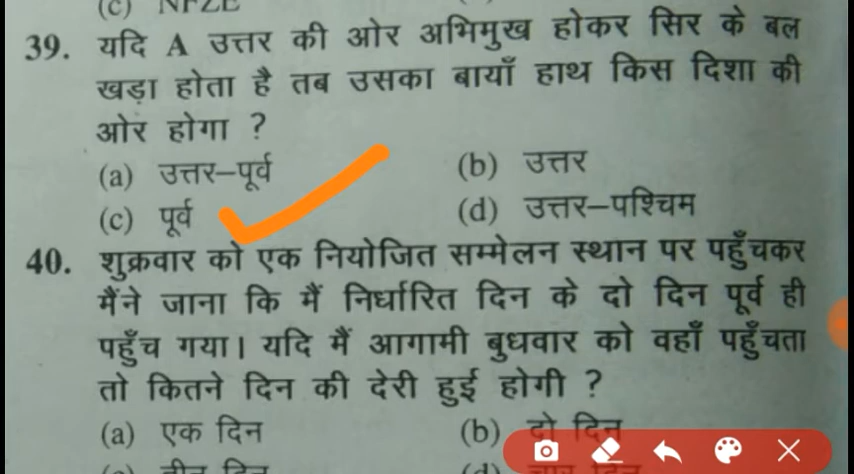 (c) NFZE
39. यदि A उत्तर की ओर अभिमुख होकर सिर के बल
खड़ा होता है तब उसका बायाँ हाथ किस दिशा की
ओर होगा ?
(a) उत्तर–पूर्व (b) उत्तर
(c) पूर्व (d) उत्तर–पश्चिम
40. शुक्रवार को एक नियोजित सम्मेलन स्थान पर पहुँचकर
मैंने जाना कि मैं निर्धारित दिन के दो दिन पूर्व ही
पहुँच गया। यदि मैं आगामी बुधवार को वहाँ पहुँचता
तो कितने दिन की देरी हुई होगी ?
(a) एक दिन (b) दो दिन
(c) तीन दिन (d) चार दिन